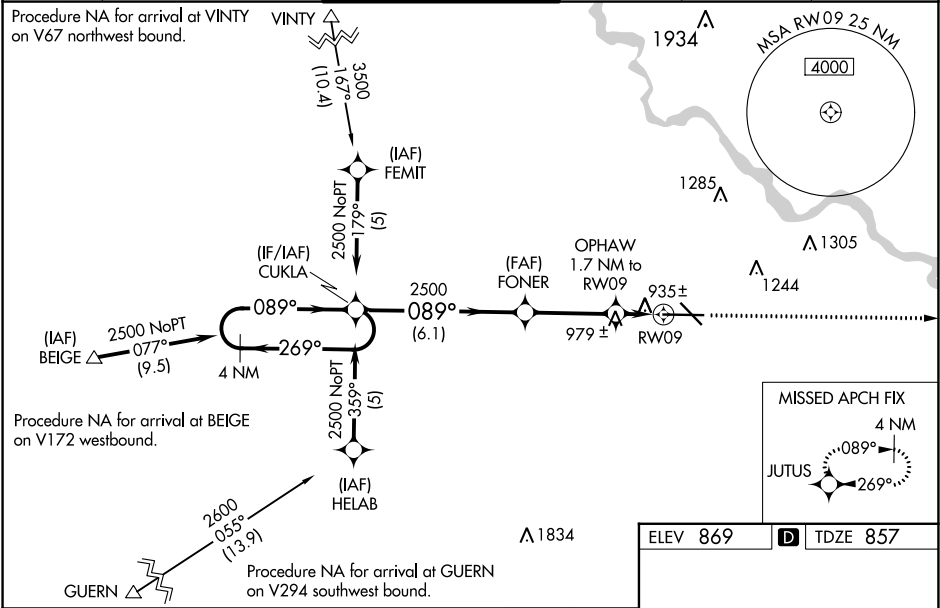 Procedure NA for arrival at VINTY
on V67 northwest bound.
VINTY
3500
167°
(10.4)
(IAF)
FEMIT
2500 NoPT
179°
(5)
(IF/IAF)
CUKLA
089°
269°
4 NM
(IAF)
BEIGE
2500 NoPT
077°
(9.5)
2500
089°
(6.1)
(FAF)
FONER
OPHAW
1.7 NM to
RW09
979 ±
935±
RW09
1934
1285
1305
1244
MSA RW09 25 NM
4000
Procedure NA for arrival at BEIGE
on V172 westbound.
2500 NoPT
359°
(5)
(IAF)
HELAB
2600
055°
(13.9)
GUERN
Procedure NA for arrival at GUERN
on V294 southwest bound.
1834
MISSED APCH FIX
4 NM
089°
JUTUS
269°
ELEV 869
D
TDZE 857